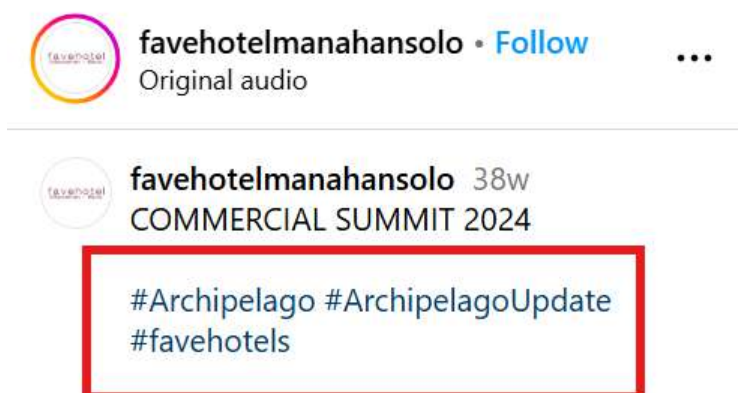 favehotelmanahansolo • Follow
Original audio
favehotelmanahansolo 38w
COMMERCIAL SUMMIT 2024
#Archipelago #ArchipelagoUpdate
#favehotels